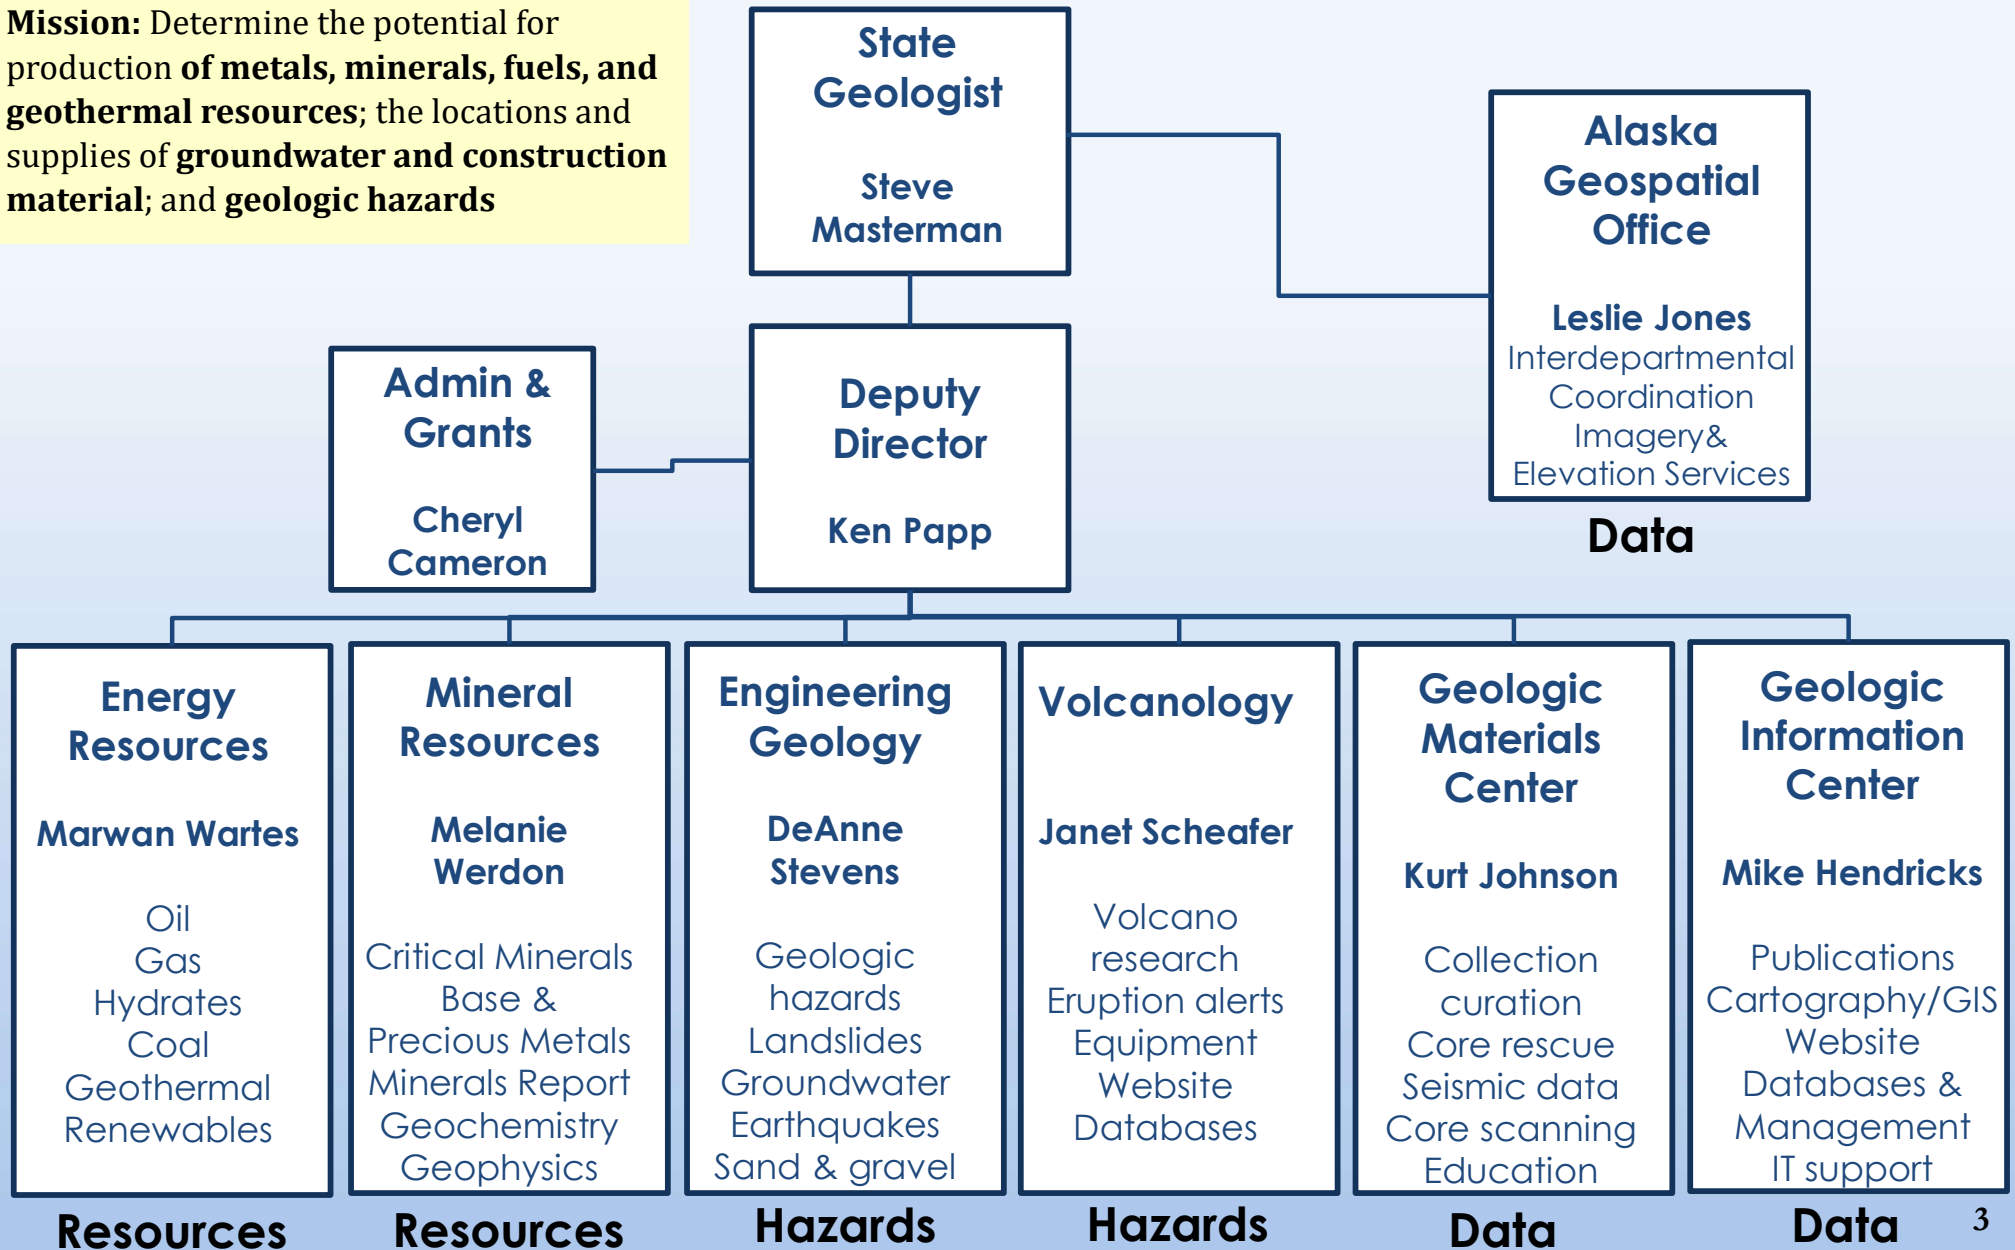 Mission: Determine the potential for
production of metals, minerals, fuels, and
geothermal resources; the locations and
supplies of groundwater and construction
material; and geologic hazards
State
Geologist
Steve
Masterman
Alaska
Geospatial
Office
Leslie Jones
Interdepartmental
Coordination
Imagery&
Elevation Services
Data
Admin &
Grants
Cheryl
Cameron
Deputy
Director
Ken Papp
Energy
Resources
Marwan Wartes
Oil
Gas
Hydrates
Coal
Geothermal
Renewables
Resources
Mineral
Resources
Melanie
Werdon
Critical Minerals
Base &
Precious Metals
Minerals Report
Geochemistry
Geophysics
Resources
Engineering
Geology
DeAnne
Stevens
Geologic
hazards
Landslides
Groundwater
Earthquakes
Sand & gravel
Hazards
Volcanology
Janet Scheafer
Volcano
research
Eruption alerts
Equipment
Website
Databases
Hazards
Geologic
Materials
Center
Kurt Johnson
Collection
curation
Core rescue
Seismic data
Core scanning
Education
Data
Geologic
Information
Center
Mike Hendricks
Publications
Cartography/GIS
Website
Databases &
Management
IT support
Data
3